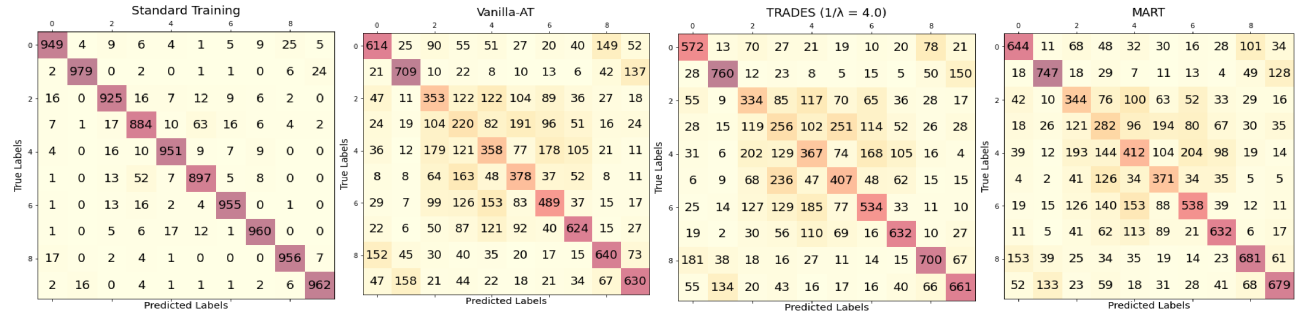 Standard Training
0 2 4 6 8
0 949 4 9 6 4 1 5 9 25 5
2 979 0 2 0 1 1 0 6 24
2 16 0 925 16 7 12 9 6 2 0
7 1 17 884 10 63 16 6 4 2
4 4 0 16 10 951 9 7 9 0 0
1 0 13 52 7 897 5 8 0 0
6 1 0 13 16 2 4 955 0 1 0
1 0 5 6 17 12 1 960 0 0
8 17 0 2 4 1 0 0 0 956 7
2 16 0 4 1 1 1 2 6 962
True Labels
Predicted Labels
Vanilla-AT
0 2 4 6 8
0 614 25 90 55 51 27 20 40 149 52
21 709 10 22 8 10 13 6 42 137
2 47 11 353 122 122 104 89 36 27 18
24 19 104 220 82 191 96 51 16 24
4 36 12 179 121 358 77 178 105 21 11
8 8 64 163 48 378 37 52 8 11
6 29 7 99 126 153 83 489 37 15 17
22 6 50 87 121 92 40 624 15 27
8 152 45 30 40 35 35 20 17 15 640 73
47 158 21 44 22 18 21 34 67 630
True Labels
Predicted Labels
TRADES (1/λ = 4.0)
0 2 4 6 8
0 572 13 70 27 21 19 10 20 78 21
28 760 12 23 8 5 15 5 50 150
2 55 9 334 85 117 70 65 36 28 17
28 15 119 256 102 251 114 52 26 28
4 31 6 202 129 367 74 168 105 16 4
6 9 68 236 47 407 48 62 15 15
6 25 14 127 129 185 77 534 33 11 10
19 2 30 56 110 69 16 632 10 27
8 181 38 18 16 27 11 14 15 700 67
55 134 20 43 16 17 16 40 66 661
True Labels
Predicted Labels
MART
0 2 4 6 8
0 644 11 68 48 32 30 16 28 101 34
18 747 18 29 7 11 13 4 49 128
2 42 10 344 76 100 63 52 33 29 16
18 26 121 282 96 194 80 67 30 35
4 39 12 193 144 412 104 204 98 19 14
4 2 41 126 34 371 34 35 5 5
6 19 15 126 140 153 88 538 39 12 11
11 5 41 62 113 89 21 632 6 17
8 153 39 25 34 35 19 14 23 681 61
52 133 23 59 18 31 28 41 68 679
True Labels
Predicted Labels